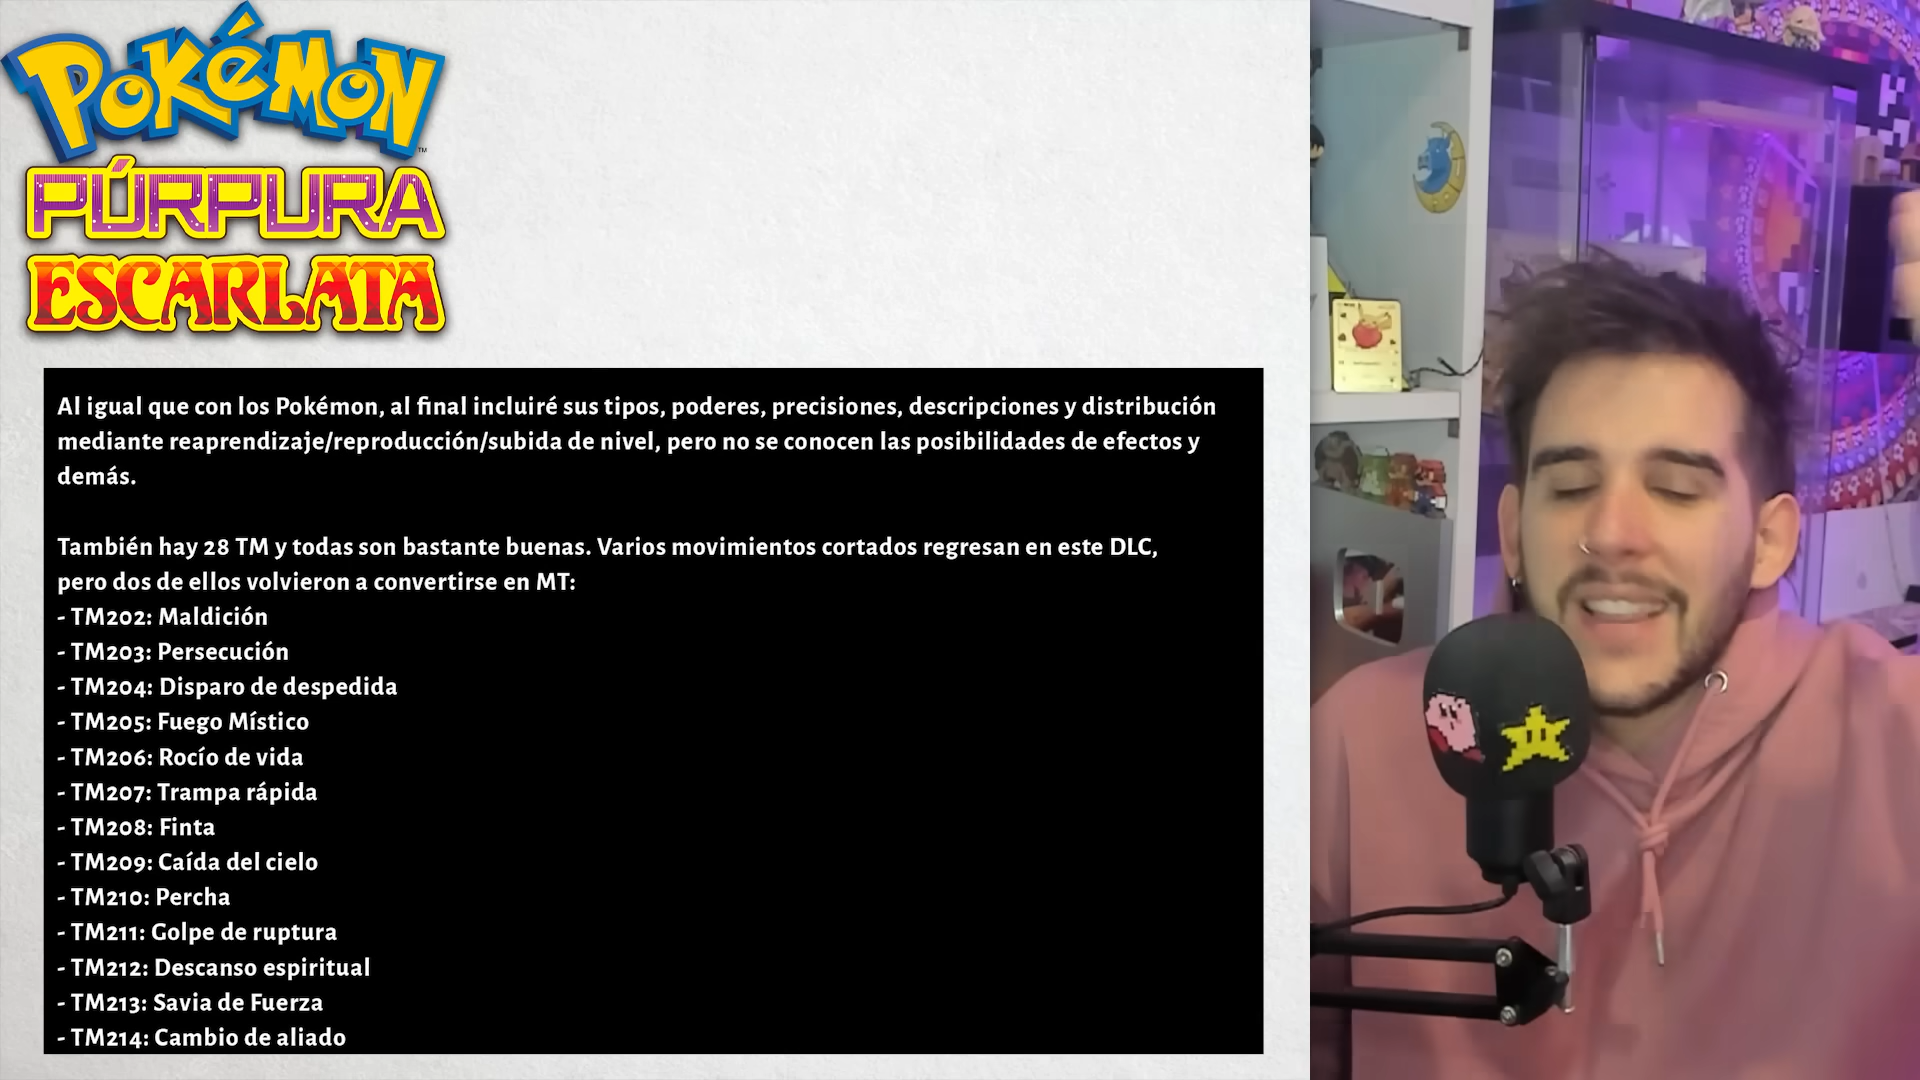 POKéMON
TM
PÚRPURA
ESCARLATA
Al igual que con los Pokémon, al final incluiré sus tipos, poderes, precisiones, descripciones y distribución
mediante reaprendizaje/reproducción/subida de nivel, pero no se conocen las posibilidades de efectos y
demás.
También hay 28 TM y todas son bastante buenas. Varios movimientos cortados regresan en este DLC,
pero dos de ellos volvieron a convertirse en MT:
- TM202: Maldición
- TM203: Persecución
- TM204: Disparo de despedida
- TM205: Fuego Místico
- TM206: Rocío de vida
- TM207: Trampa rápida
- TM208: Finta
- TM209: Caída del cielo
- TM210: Percha
- TM211: Golpe de ruptura
- TM212: Descanso espiritual
- TM213: Savia de Fuerza
- TM214: Cambio de aliado